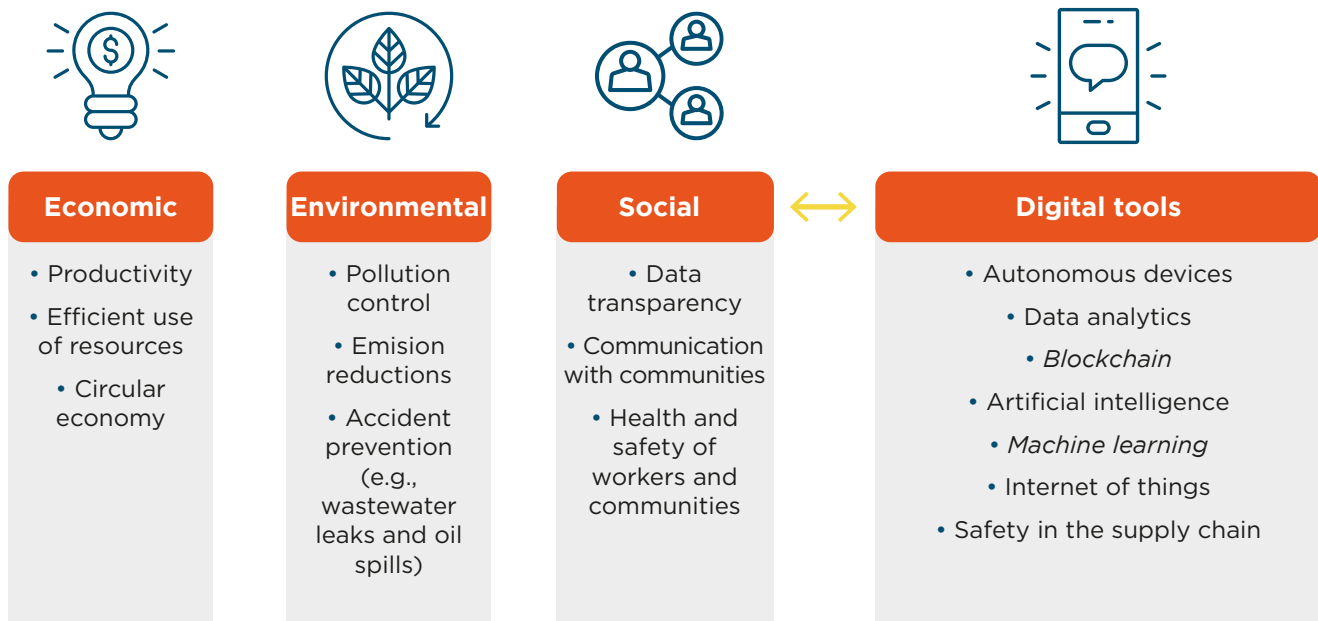 $
Economic
• Productivity
• Efficient use
of resources
• Circular
economy
Environmental
• Pollution
control
• Emision
reductions
• Accident
prevention
(e.g.,
wastewater
leaks and oil
spills)
Social
• Data
transparency
• Communication
with communities
• Health and
safety of
workers and
communities
Digital tools
• Autonomous devices
• Data analytics
• Blockchain
• Artificial intelligence
• Machine learning
• Internet of things
• Safety in the supply chain